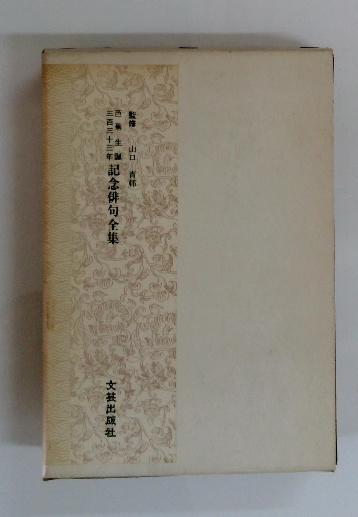 監修　山口　青邨
芭蕉生誕
三百三十三年
記念俳句全集
文芸出版社